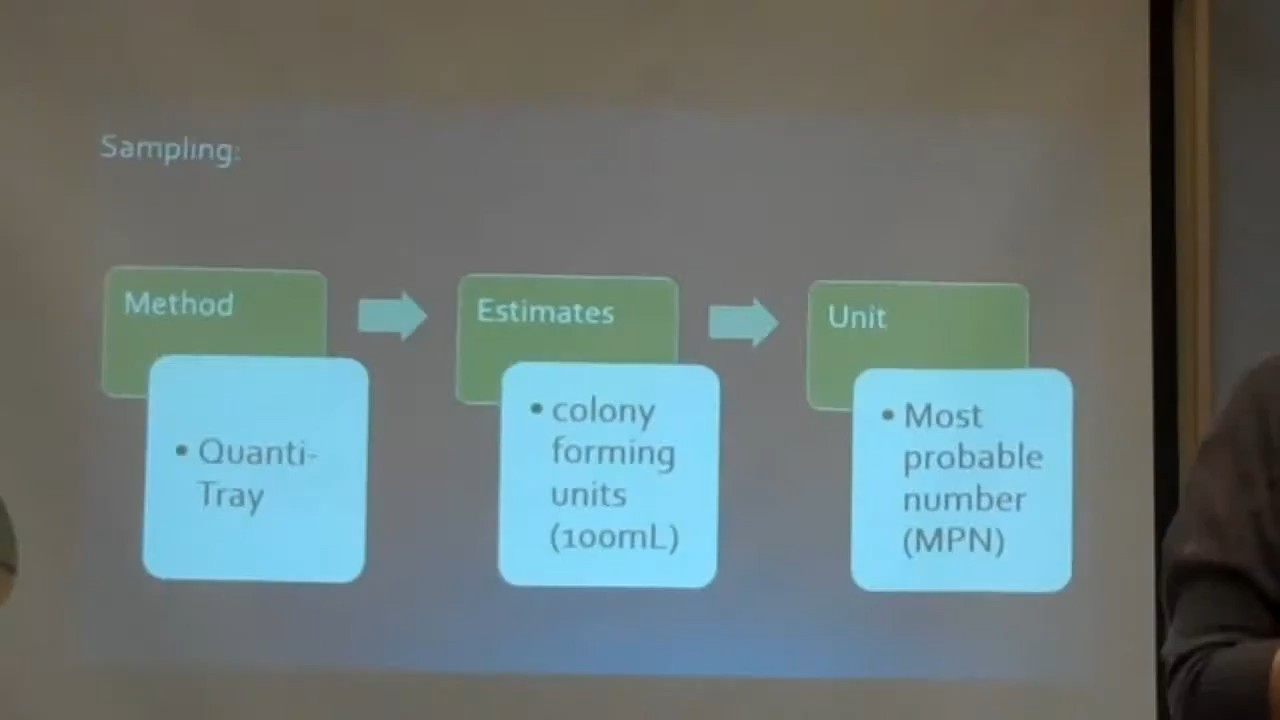 Sampling:
Method
• Quanti-
Tray
Estimates
• colony
forming
units
(100mL)
Unit
• Most
probable
number
(MPN)